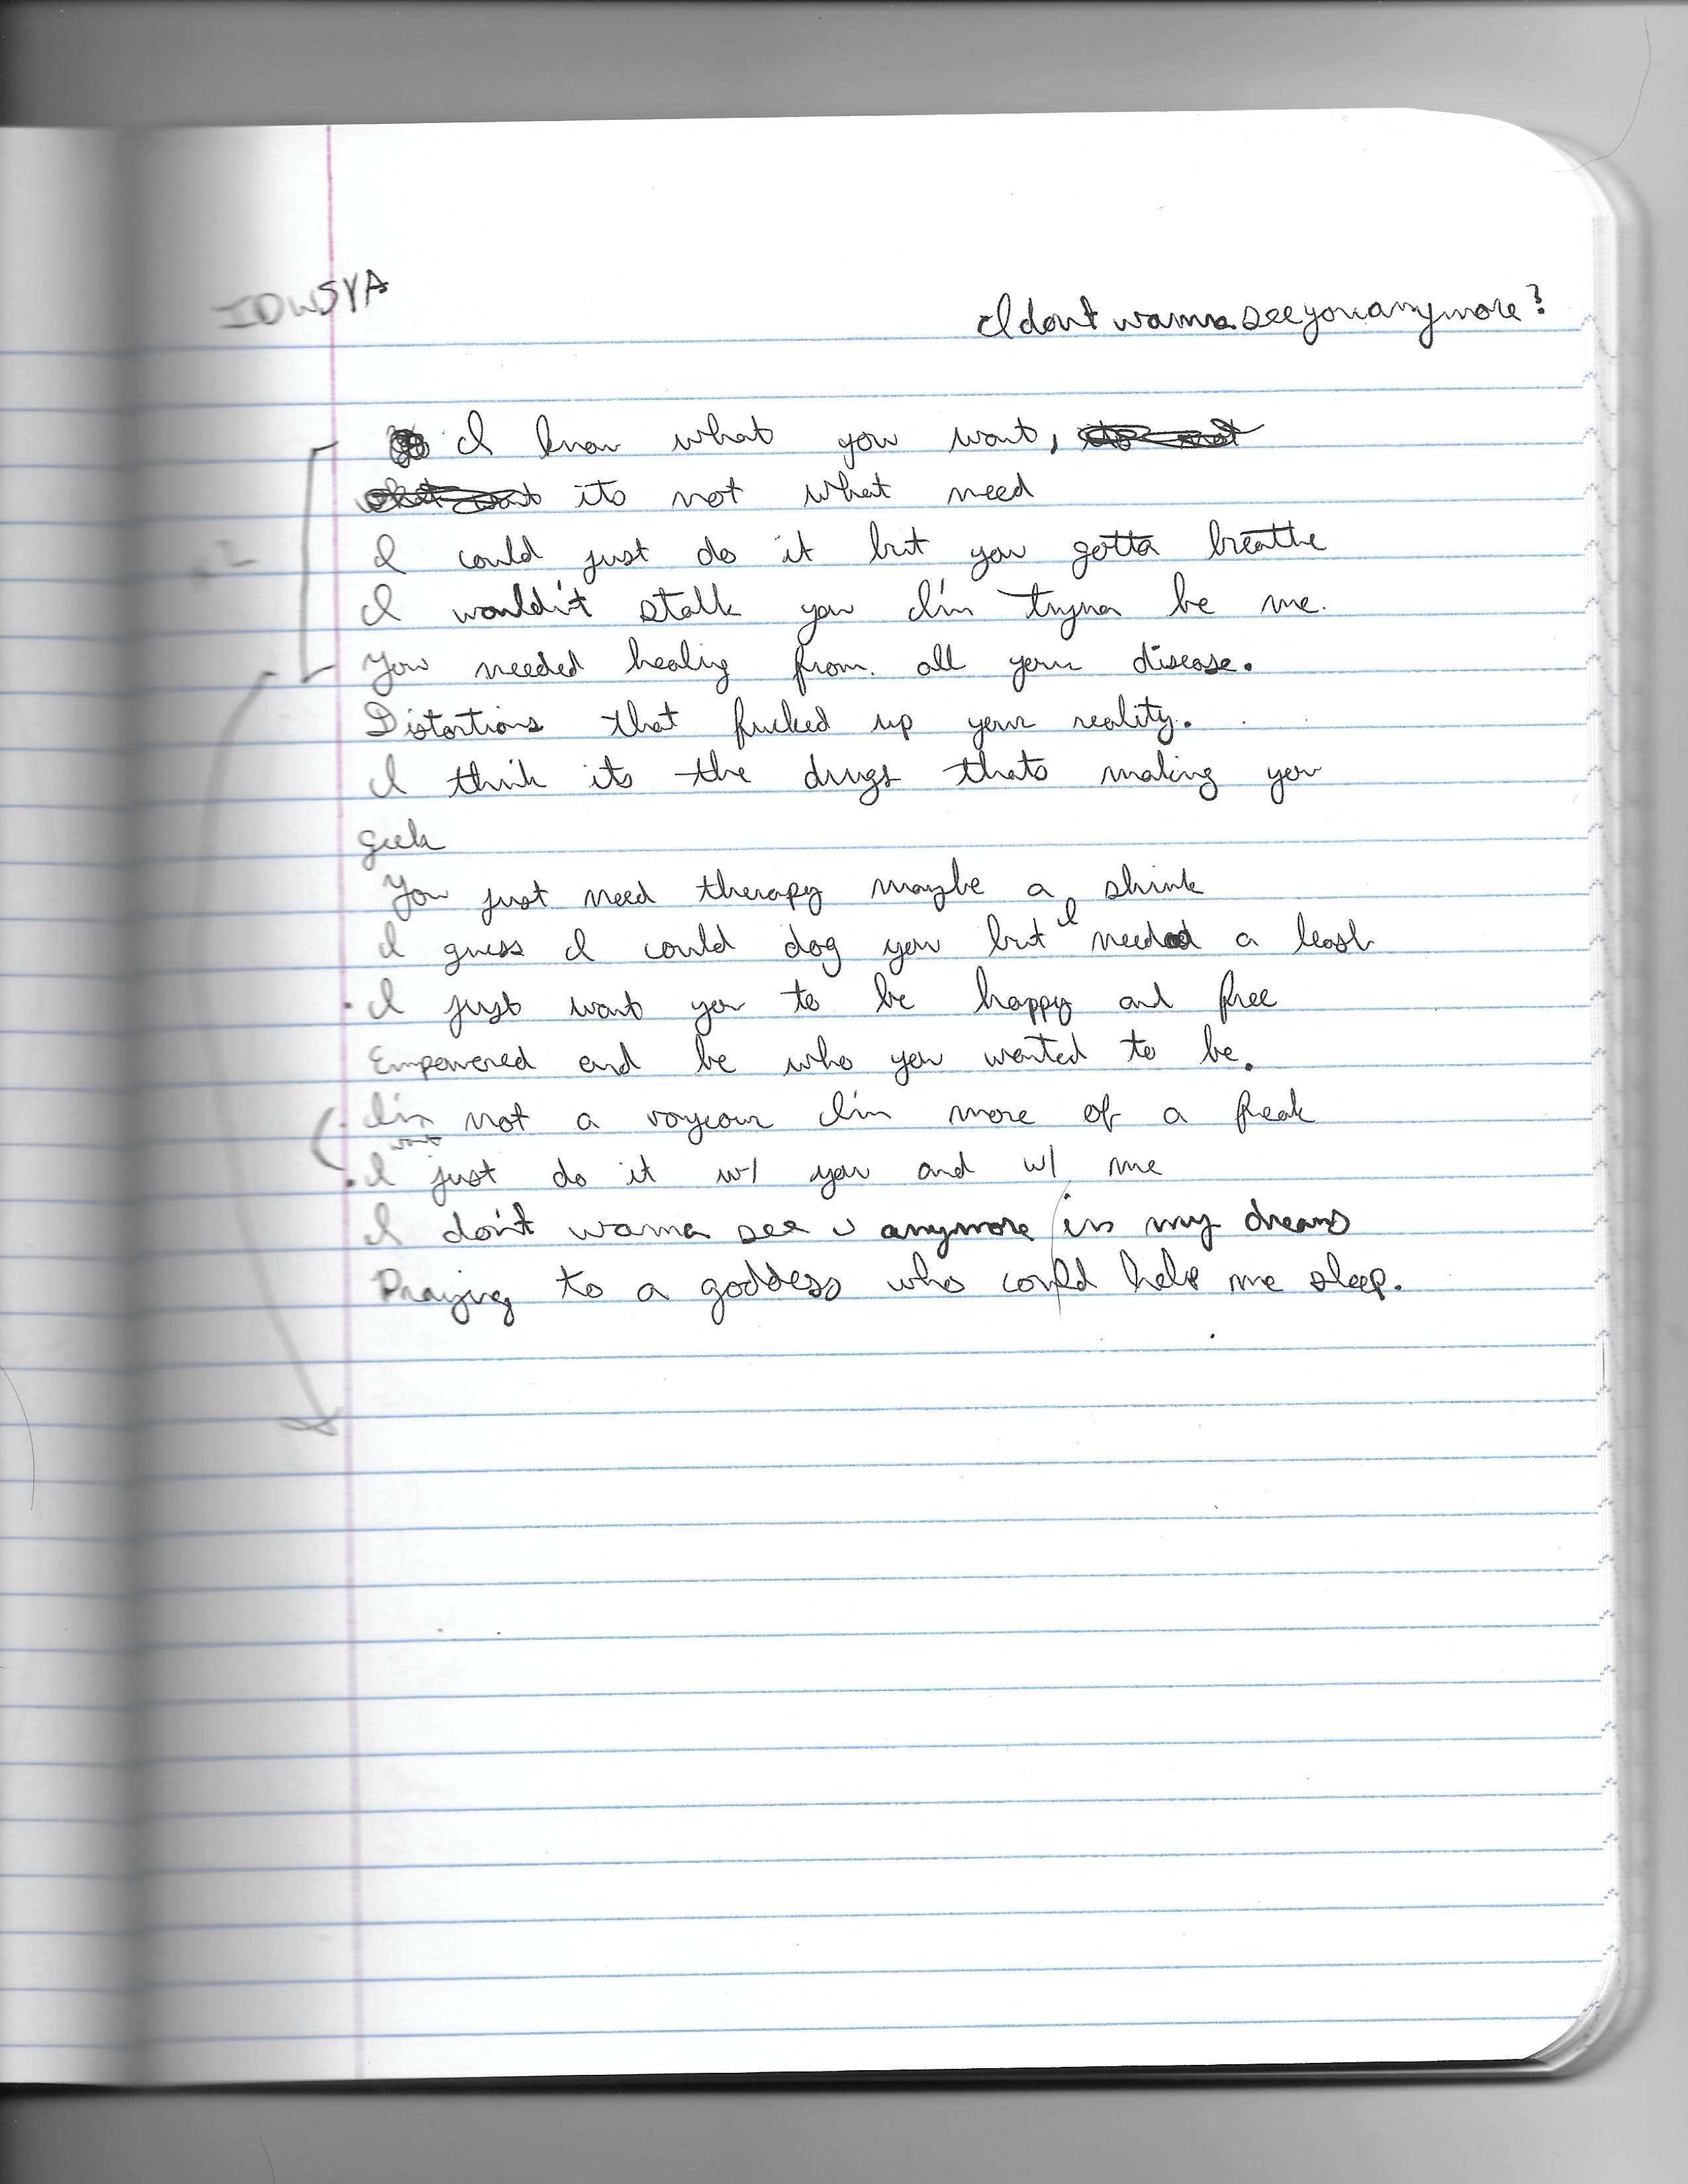 IDWSYA
I dont wanna see you anymore?
I know what you want,
its not what need
I could just do it but you gotta breathe
I wouldn't stalk you I'm tryna be me.
You needed healing from all your disease.
Distortions that fucked up your reality.
I think its the drugs thats making you
geek
You just need therapy maybe a shrink
I guess I could dog you but I need a leash
I just want you to be happy and free
Empowered and be who you wanted to be.
I'm not a voyeur I'm more of a freak
want
I just do it w/ you and w/ me
I don't wanna see u anymore in my dreams
Praying to a goddess who could help me sleep.